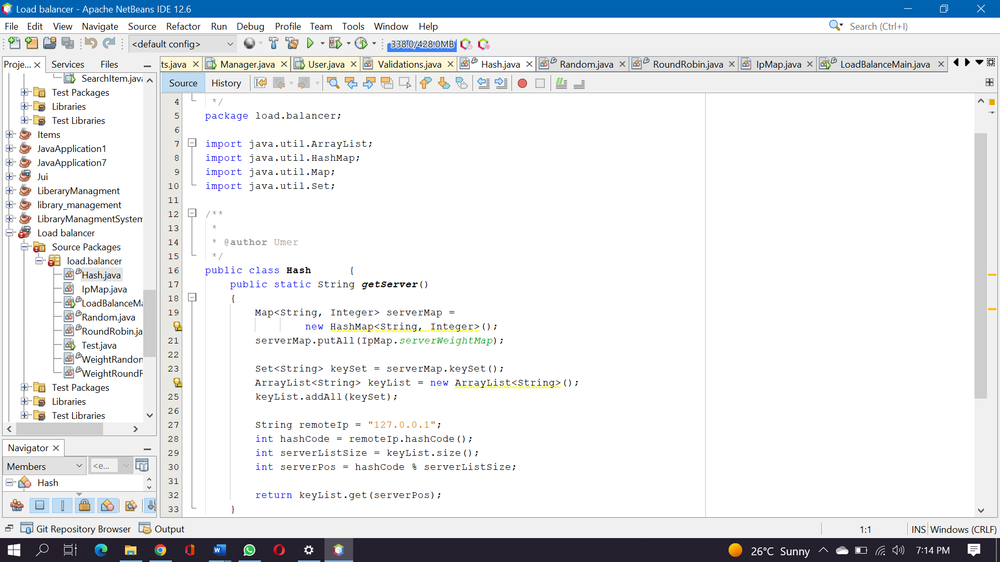 Load balancer - Apache NetBeans IDE 12.6
File Edit View Navigate Source Refactor Run Debug Profile Team Tools Window Help
Search (Ctrl+I)
<default config>
338.0/428.0MB
Proje... Services Files
ts.java Manager.java User.java Validations.java Hash.java Random.java RoundRobin.java IpMap.java LoadBalanceMain.java
Source History
SearchItem.java
Test Packages
Libraries
Test Libraries
Items
JavaApplication1
JavaApplication7
Jui
LiberaryManagment
library_management
LibraryManagmentSystem
Load balancer
Source Packages
load.balancer
Hash.java
IpMap.java
LoadBalanceMa
Random.java
RoundRobin.ja
Test.java
WeightRandon
WeightRoundR
Test Packages
Libraries
Test Libraries
Navigator
Members
<e...
Hash
4 */
5 package load.balancer;
6
7 import java.util.ArrayList;
8 import java.util.HashMap;
9 import java.util.Map;
10 import java.util.Set;
11
12 /**
13 *
14 * @author Umer
15 */
16 public class Hash {
17 public static String getServer()
18 {
19 Map<String, Integer> serverMap =
new HashMap<String, Integer>();
21 serverMap.putAll(IpMap.serverWeightMap);
22
23 Set<String> keySet = serverMap.keySet();
ArrayList<String> keyList = new ArrayList<String>();
25 keyList.addAll(keySet);
26
27 String remoteIp = "127.0.0.1";
28 int hashCode = remoteIp.hashCode();
29 int serverListSize = keyList.size();
30 int serverPos = hashCode % serverListSize;
31
32 return keyList.get(serverPos);
33 }
Git Repository Browser Output
1:1 INS Windows (CRLF)
26°C Sunny 7:14 PM